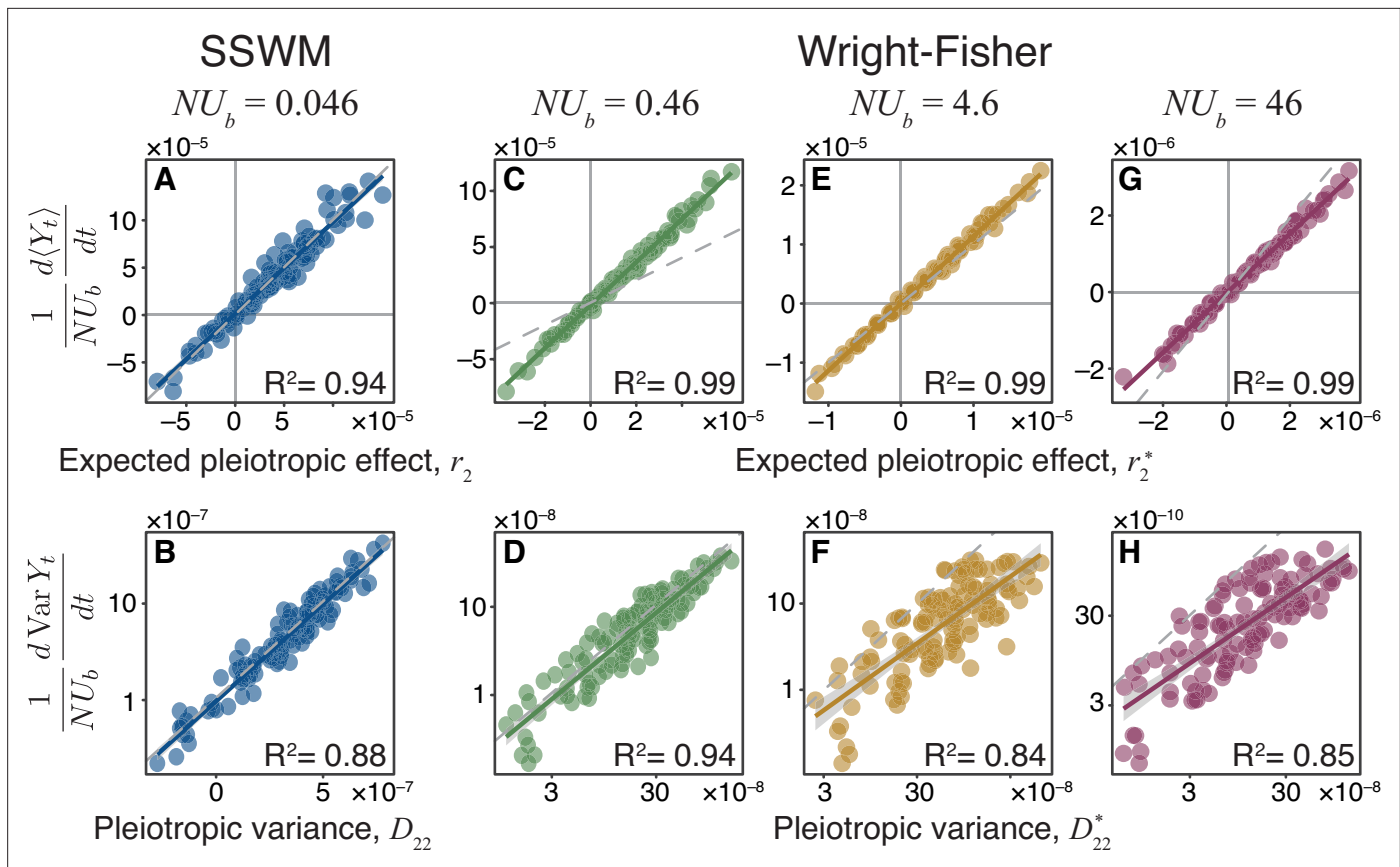 SSWM Wright-Fisher
NU_b = 0.046 NU_b = 0.46 NU_b = 4.6 NU_b = 46
1/NU_b d⟨Y_t⟩/dt
×10⁻⁵ ×10⁻⁵ ×10⁻⁵ ×10⁻⁶
A C E G
10 5 0 –5
10 5 0 –5
2 1 0 –1
2 0 –2
R²= 0.94 R²= 0.99 R²= 0.99 R²= 0.99
–5 0 5 ×10⁻⁵ –2 0 2 ×10⁻⁵ –1 0 1 ×10⁻⁵ –2 0 2 ×10⁻⁶
Expected pleiotropic effect, r₂ Expected pleiotropic effect, r₂*
1/NU_b d Var Y_t/dt
×10⁻⁷ ×10⁻⁸ ×10⁻⁸ ×10⁻¹⁰
B D F H
10 1
10 1
10 1
30 3
R²= 0.88 R²= 0.94 R²= 0.84 R²= 0.85
0 5 ×10⁻⁷ 3 30 ×10⁻⁸ 3 30 ×10⁻⁸ 3 30 ×10⁻⁸
Pleiotropic variance, D₂₂ Pleiotropic variance, D₂₂*